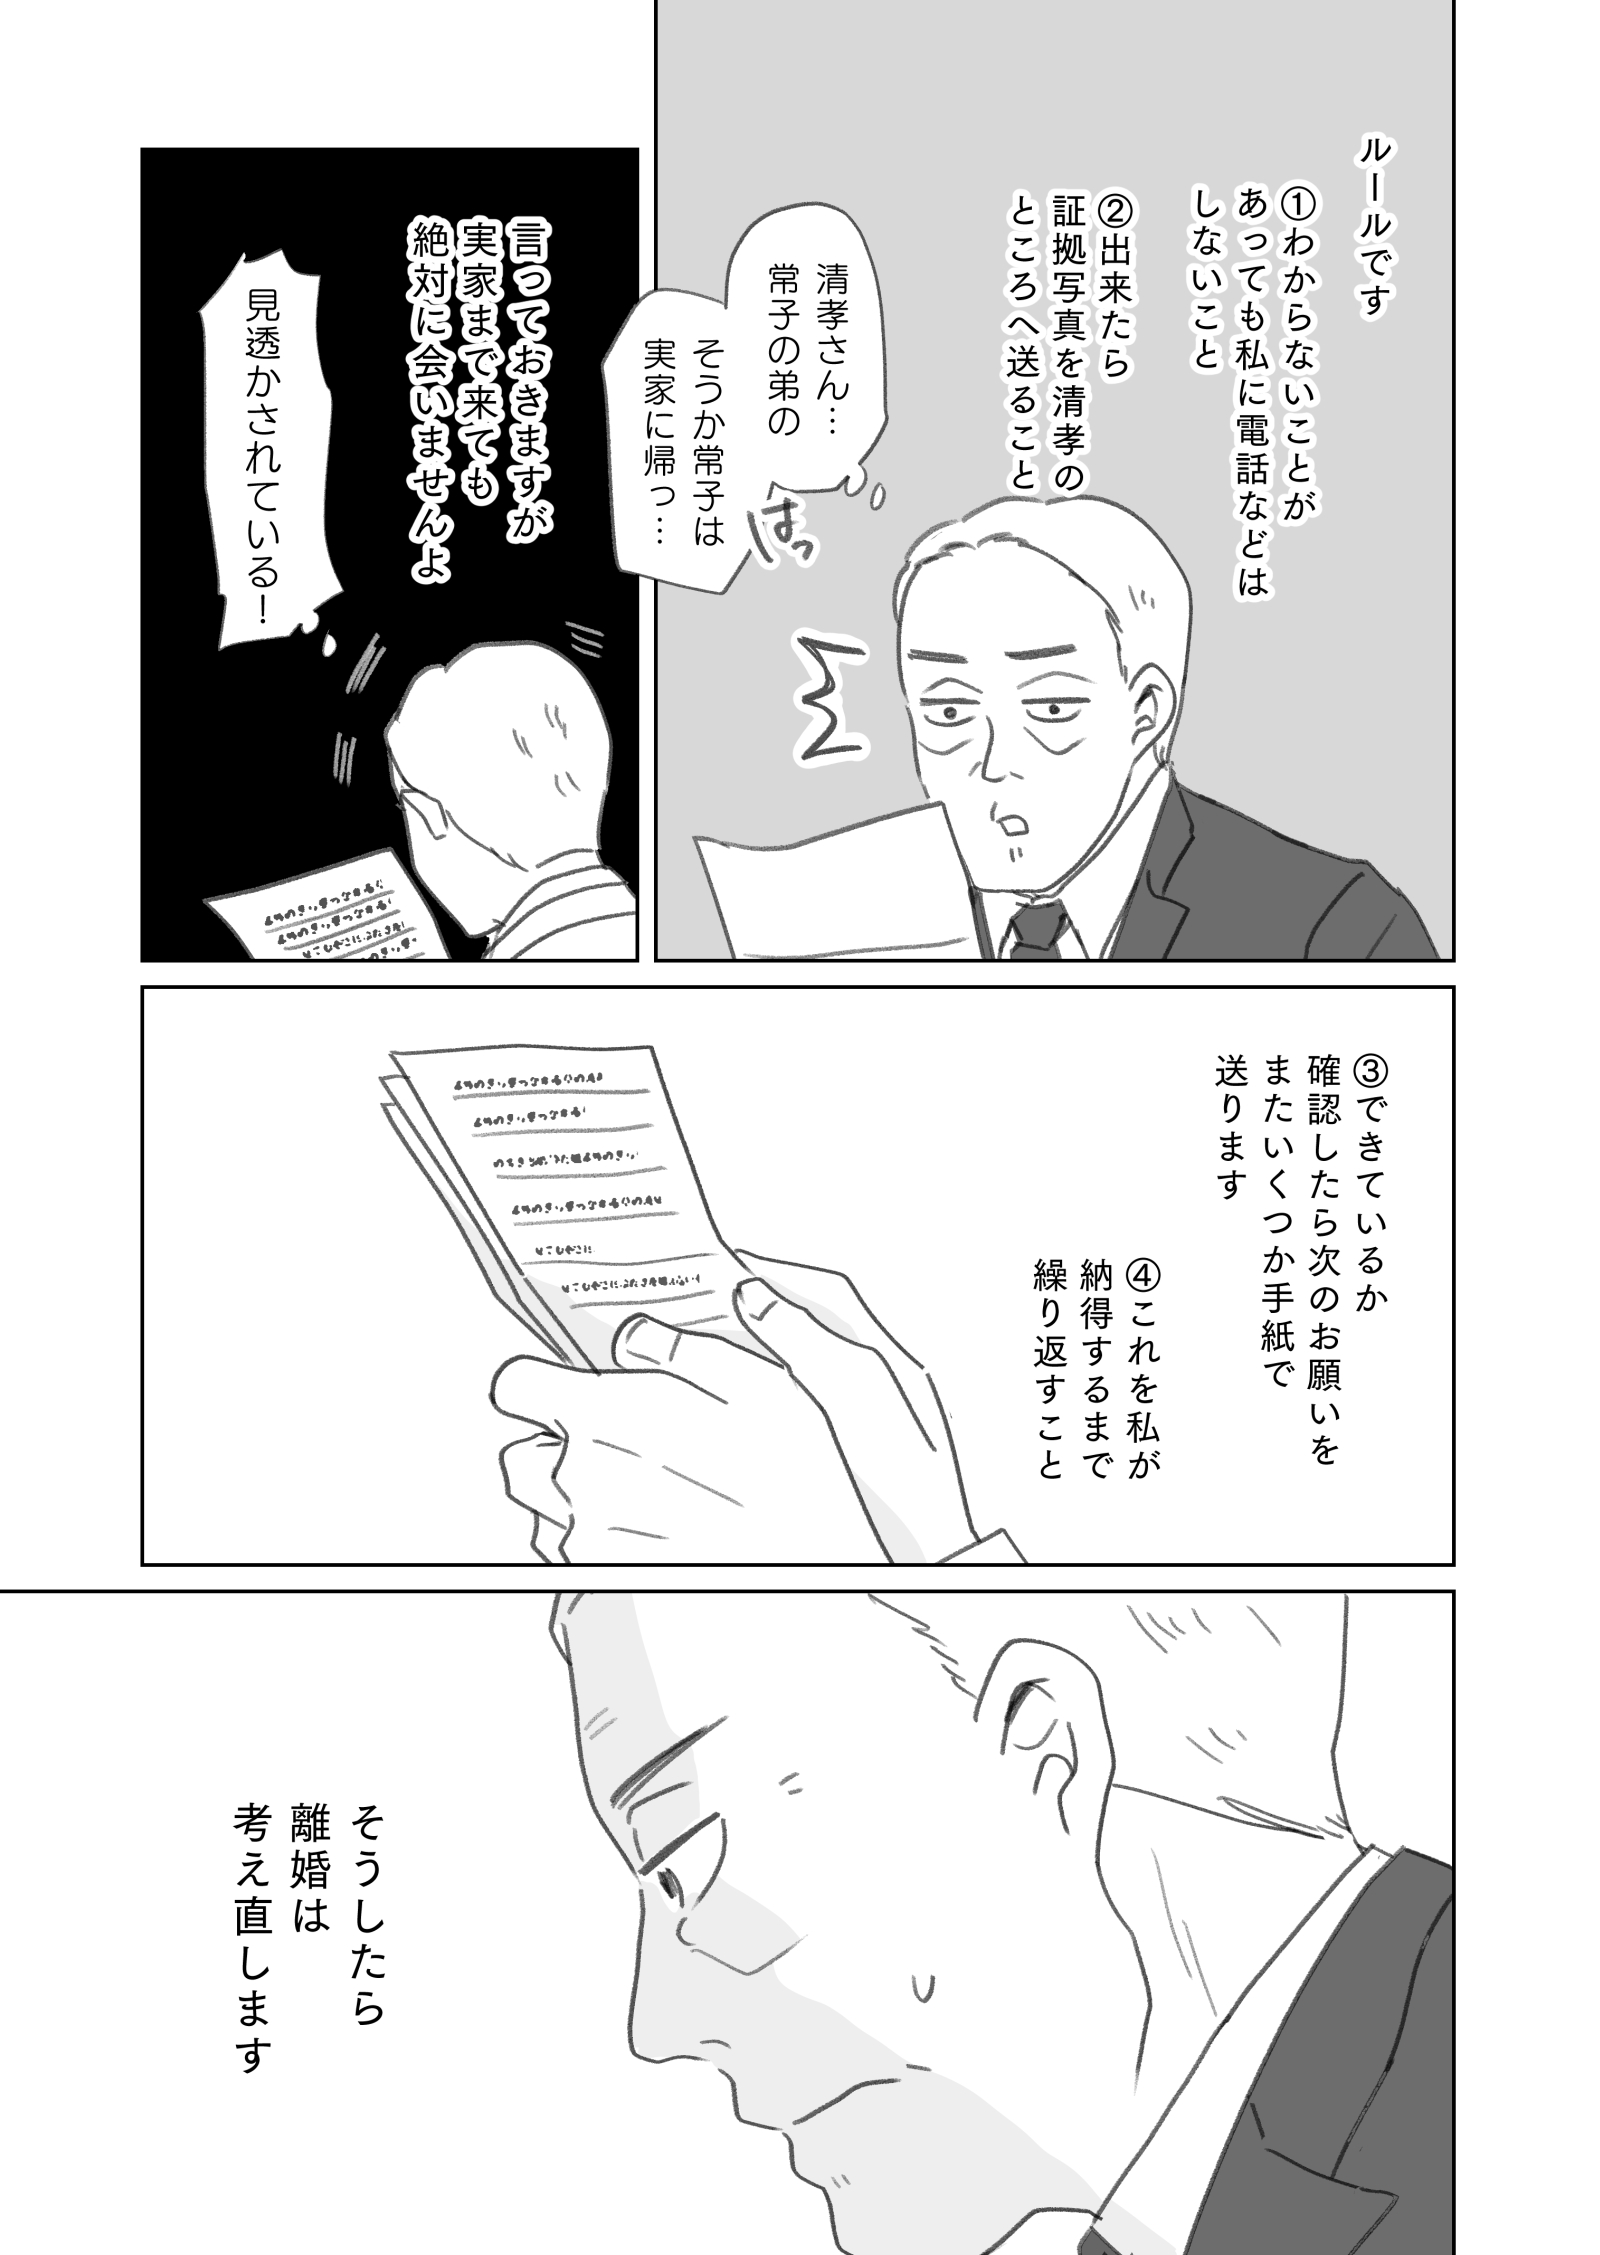 ルールです
①わからないことが
あっても私に電話などは
しないこと
②出来たら
証拠写真を清孝の
ところへ送ること
清孝さん…
常子の弟の
はっ
そうか常子は
実家に帰っ…
言っておきますが
実家まで来ても
絶対に会いませんよ
見透かされている！
③できているか
確認したら次のお願いを
またいくつか手紙で
送ります
④これを私が
納得するまで
繰り返すこと
そうしたら
離婚は
考え直します